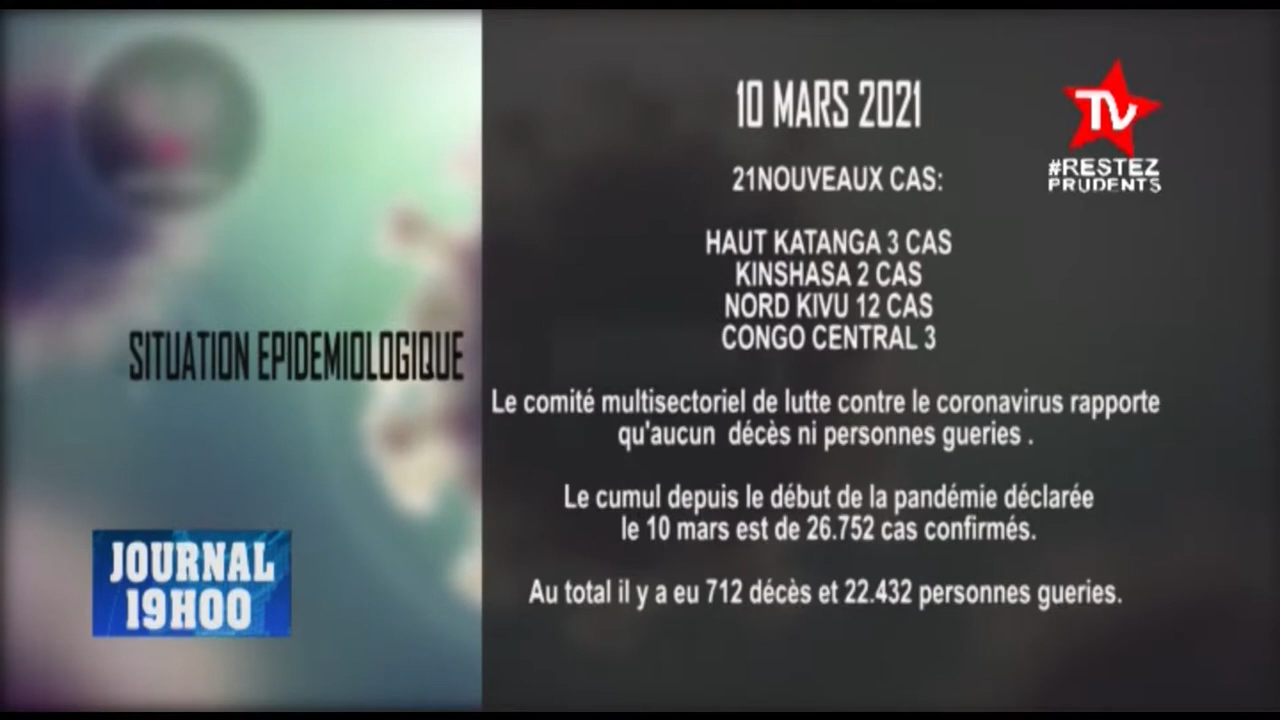 10 MARS 2021
TV
#RESTEZ
PRUDENTS
21NOUVEAUX CAS:
HAUT KATANGA 3 CAS
KINSHASA 2 CAS
NORD KIVU 12 CAS
CONGO CENTRAL 3
SITUATION EPIDEMIOLOGIQUE
Le comité multisectoriel de lutte contre le coronavirus rapporte
qu'aucun  décès ni personnes gueries .
Le cumul depuis le début de la pandémie déclarée
le 10 mars est de 26.752 cas confirmés.
Au total il y a eu 712 décès et 22.432 personnes gueries.
JOURNAL
19H00